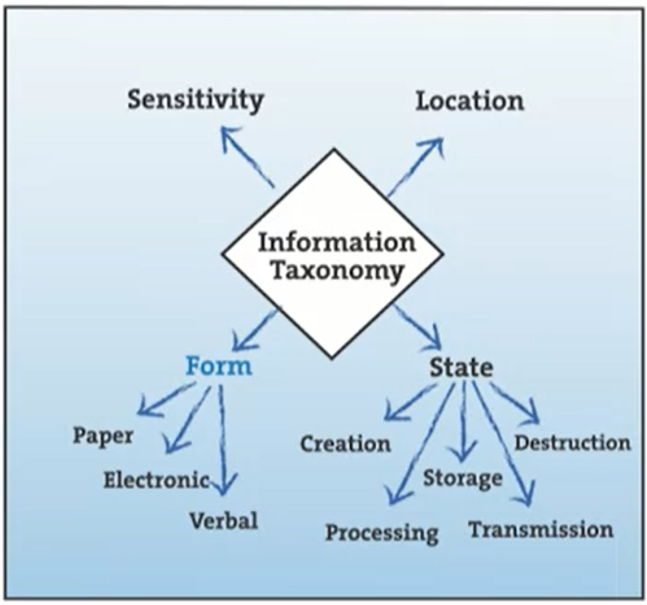 Sensitivity
Location
Information
Taxonomy
Form
State
Paper
Creation
Destruction
Electronic
Storage
Verbal
Processing
Transmission